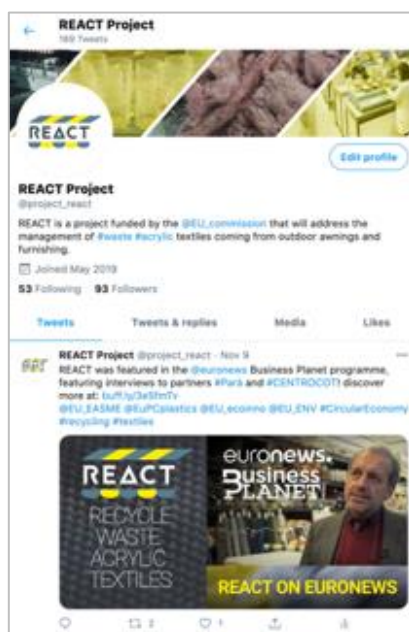 REACT Project
169 Tweets
REACT
Edit profile
REACT Project
@project_react
REACT is a project funded by the @EU_commission that will address the
management of #waste #acrylic textiles coming from outdoor awnings and
furnishing.
Joined May 2019
53 Following 93 Followers
Tweets Tweets & replies Media Likes
REACT Project @project_react · Nov 9
REACT was featured in the @euronews Business Planet programme,
featuring interviews to partners #Parà and #CENTROCOT! discover
more at:
@EU_EASME @EuPCplastics @EU_ecoinno @EU_ENV #CircularEconomy
#recycling #textiles
REACT
RECYCLE
WASTE
ACRYLIC
TEXTILES
euronews.
Business
PLANET
REACT ON EURONEWS
2 1